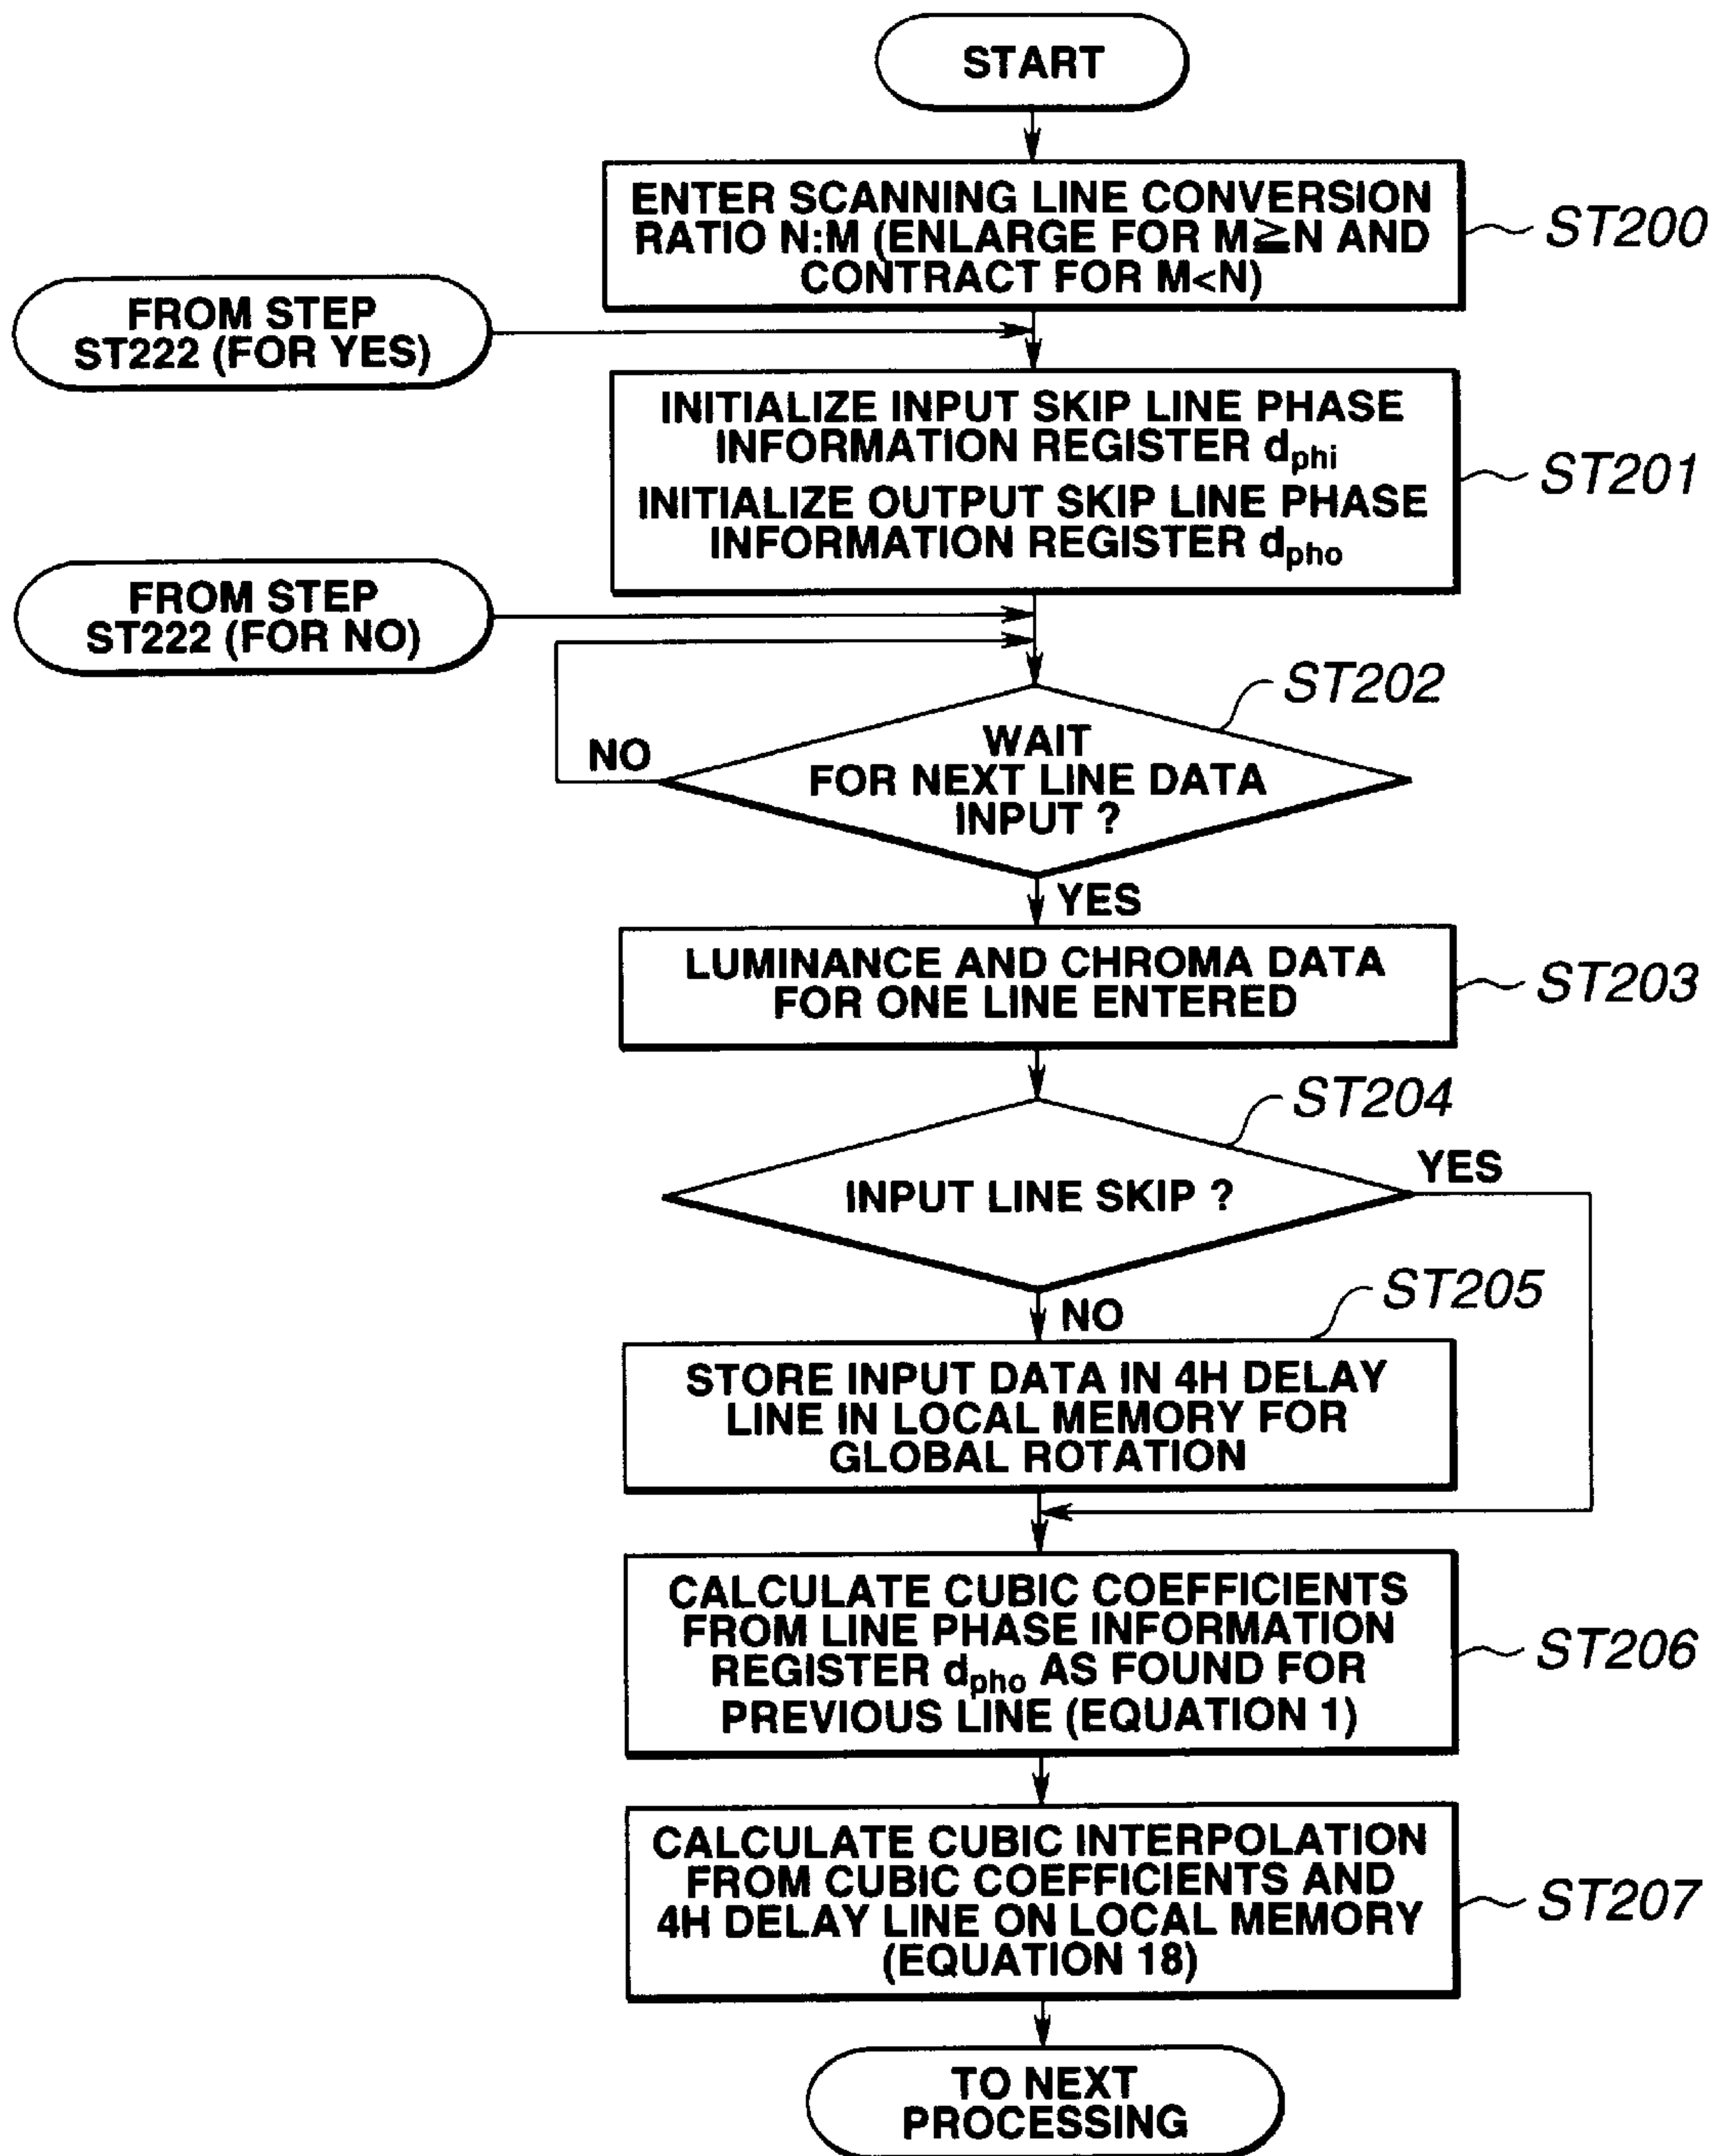 START
ENTER SCANNING LINE CONVERSION
RATIO N:M (ENLARGE FOR M≧N AND
CONTRACT FOR M<N)
ST200
FROM STEP
ST222 (FOR YES)
INITIALIZE INPUT SKIP LINE PHASE
INFORMATION REGISTER dphi
INITIALIZE OUTPUT SKIP LINE PHASE
INFORMATION REGISTER dpho
ST201
FROM STEP
ST222 (FOR NO)
ST202
WAIT
FOR NEXT LINE DATA
INPUT ?
NO
YES
LUMINANCE AND CHROMA DATA
FOR ONE LINE ENTERED
ST203
ST204
INPUT LINE SKIP ?
YES
NO
ST205
STORE INPUT DATA IN 4H DELAY
LINE IN LOCAL MEMORY FOR
GLOBAL ROTATION
CALCULATE CUBIC COEFFICIENTS
FROM LINE PHASE INFORMATION
REGISTER dpho AS FOUND FOR
PREVIOUS LINE (EQUATION 1)
ST206
CALCULATE CUBIC INTERPOLATION
FROM CUBIC COEFFICIENTS AND
4H DELAY LINE ON LOCAL MEMORY
(EQUATION 18)
ST207
TO NEXT
PROCESSING